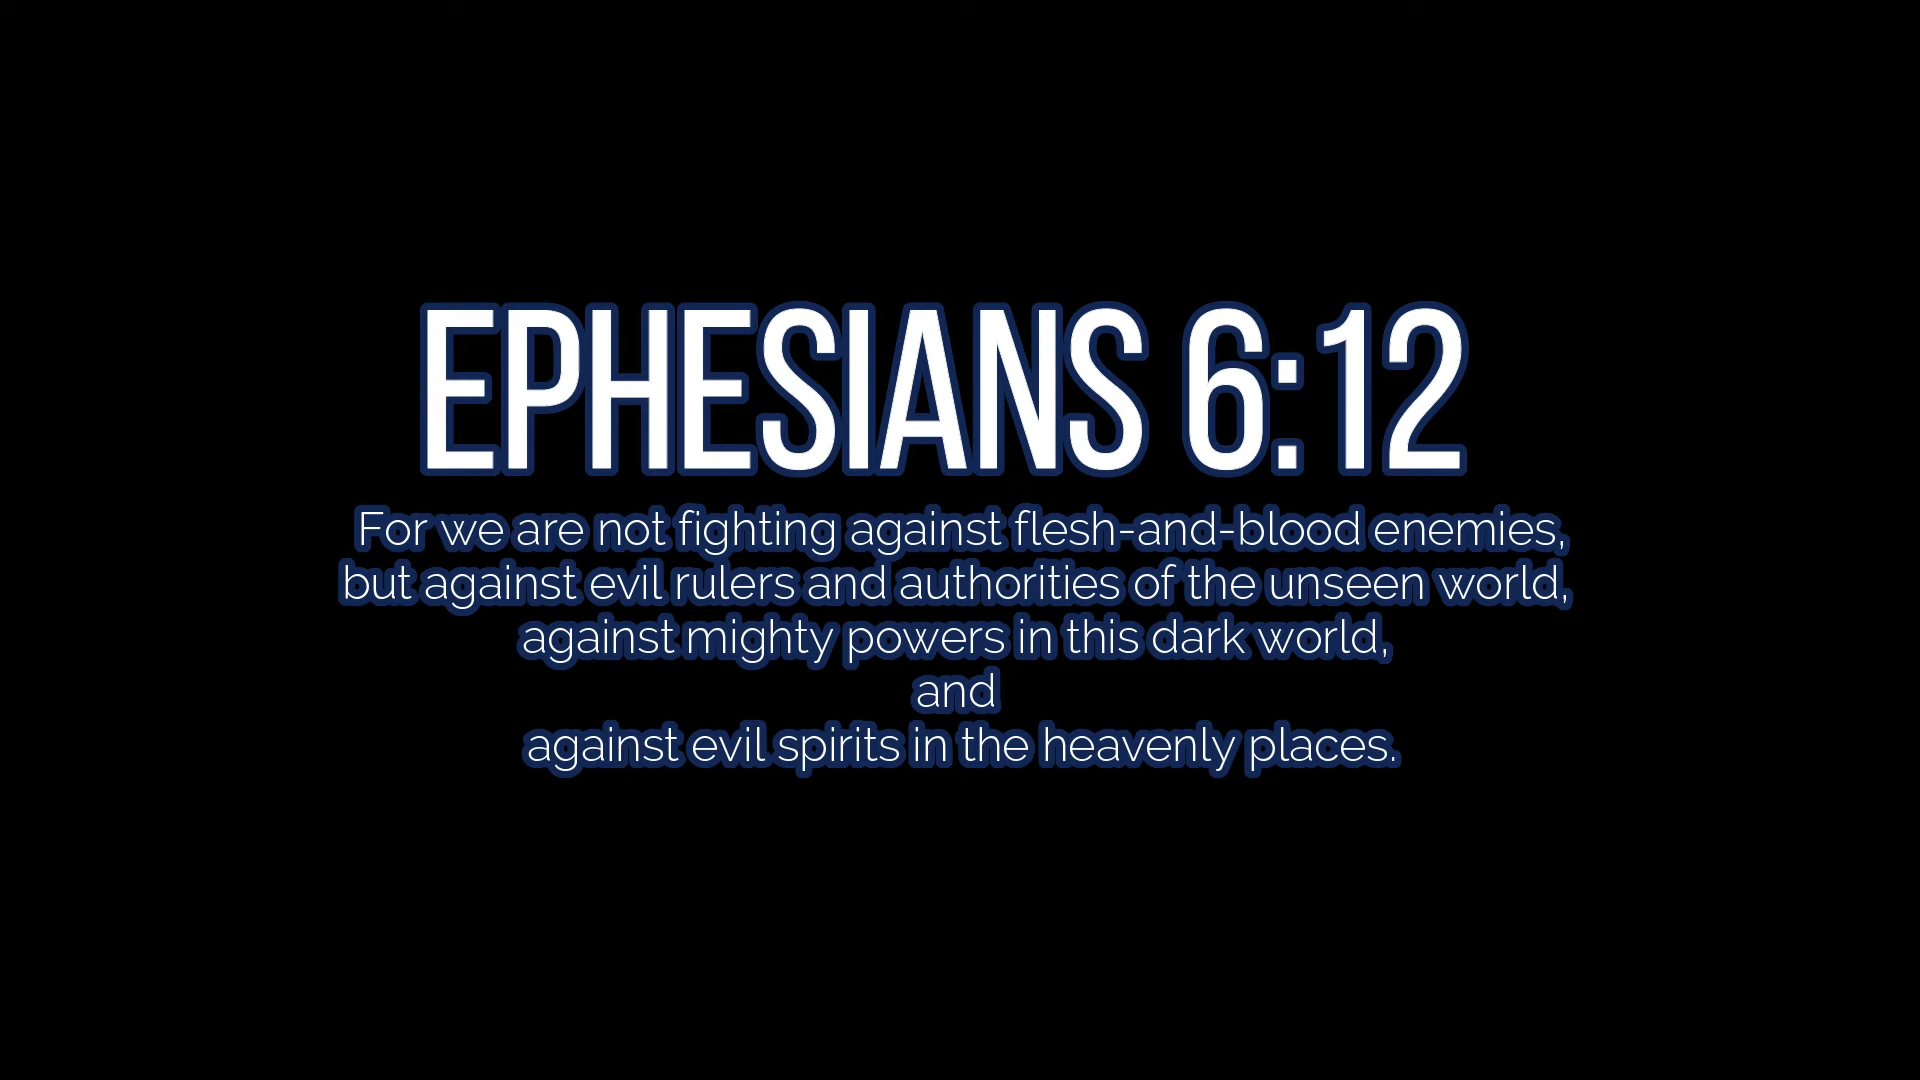 EPHESIANS 6:12
For we are not fighting against flesh-and-blood enemies,
but against evil rulers and authorities of the unseen world,
against mighty powers in this dark world,
and
against evil spirits in the heavenly places.